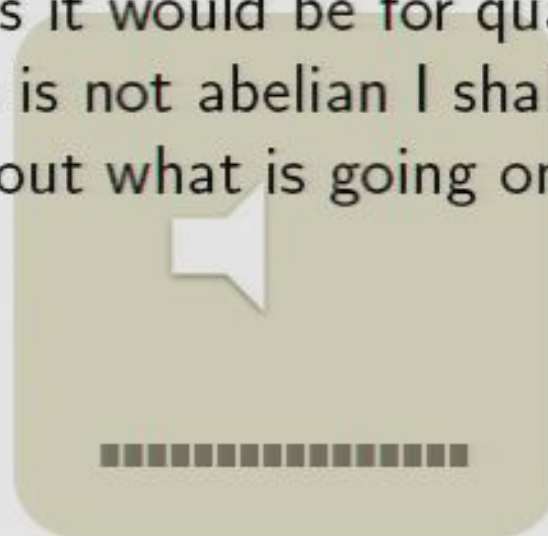 s it would be for qu
is not abelian I sha
out what is going o